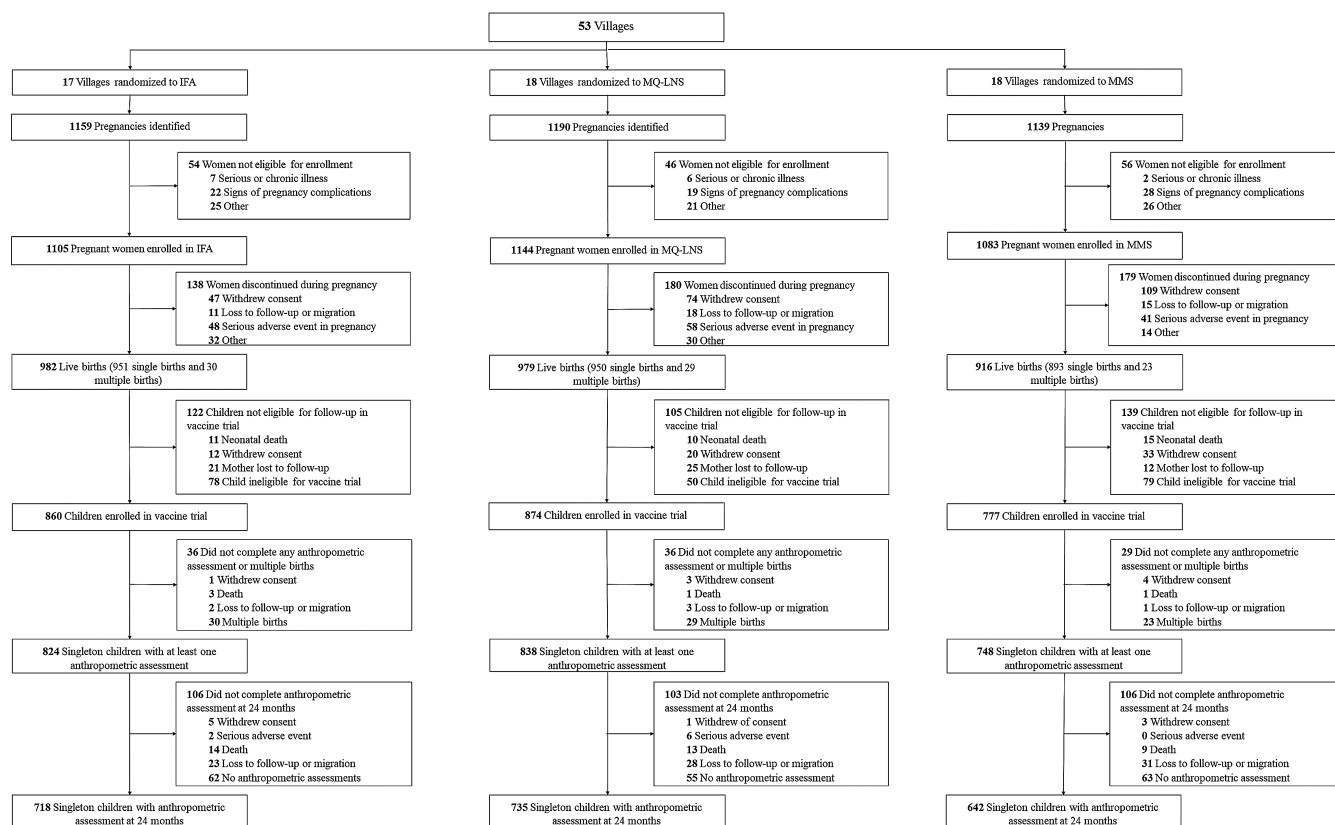 53 Villages
17 Villages randomized to IFA
1159 Pregnancies identified
54 Women not eligible for enrollment
7 Serious or chronic illness
22 Signs of pregnancy complications
25 Other
1105 Pregnant women enrolled in IFA
138 Women discontinued during pregnancy
47 Withdrew consent
11 Loss to follow-up or migration
48 Serious adverse event in pregnancy
32 Other
982 Live births (951 single births and 30
multiple births)
122 Children not eligible for follow-up in
vaccine trial
11 Neonatal death
12 Withdrew consent
21 Mother lost to follow-up
78 Child ineligible for vaccine trial
860 Children enrolled in vaccine trial
36 Did not complete any anthropometric
assessment or multiple births
1 Withdrew consent
3 Death
2 Loss to follow-up or migration
30 Multiple births
824 Singleton children with at least one
anthropometric assessment
106 Did not complete anthropometric
assessment at 24 months
5 Withdrew consent
2 Serious adverse event
14 Death
23 Loss to follow-up or migration
62 No anthropometric assessments
718 Singleton children with anthropometric
assessment at 24 months
18 Villages randomized to MQ-LNS
1190 Pregnancies identified
46 Women not eligible for enrollment
6 Serious or chronic illness
19 Signs of pregnancy complications
21 Other
1144 Pregnant women enrolled in MQ-LNS
180 Women discontinued during pregnancy
74 Withdrew consent
18 Loss to follow-up or migration
58 Serious adverse event in pregnancy
30 Other
979 Live births (950 single births and 29
multiple births)
105 Children not eligible for follow-up in
vaccine trial
10 Neonatal death
20 Withdrew consent
25 Mother lost to follow-up
50 Child ineligible for vaccine trial
874 Children enrolled in vaccine trial
36 Did not complete any anthropometric
assessment or multiple births
3 Withdrew consent
1 Death
3 Loss to follow-up or migration
29 Multiple births
838 Singleton children with at least one
anthropometric assessment
103 Did not complete anthropometric
assessment at 24 months
1 Withdrew of consent
6 Serious adverse event
13 Death
28 Loss to follow-up or migration
55 No anthropometric assessment
735 Singleton children with anthropometric
assessment at 24 months
18 Villages randomized to MMS
1139 Pregnancies
56 Women not eligible for enrollment
2 Serious or chronic illness
28 Signs of pregnancy complications
26 Other
1083 Pregnant women enrolled in MMS
179 Women discontinued during pregnancy
109 Withdrew consent
15 Loss to follow-up or migration
41 Serious adverse event in pregnancy
14 Other
916 Live births (893 single births and 23
multiple births)
139 Children not eligible for follow-up in
vaccine trial
15 Neonatal death
33 Withdrew consent
12 Mother lost to follow-up
79 Child ineligible for vaccine trial
777 Children enrolled in vaccine trial
29 Did not complete any anthropometric
assessment or multiple births
4 Withdrew consent
1 Death
1 Loss to follow-up or migration
23 Multiple births
748 Singleton children with at least one
anthropometric assessment
106 Did not complete anthropometric
assessment at 24 months
3 Withdrew consent
0 Serious adverse event
9 Death
31 Loss to follow-up or migration
63 No anthropometric assessment
642 Singleton children with anthropometric
assessment at 24 months